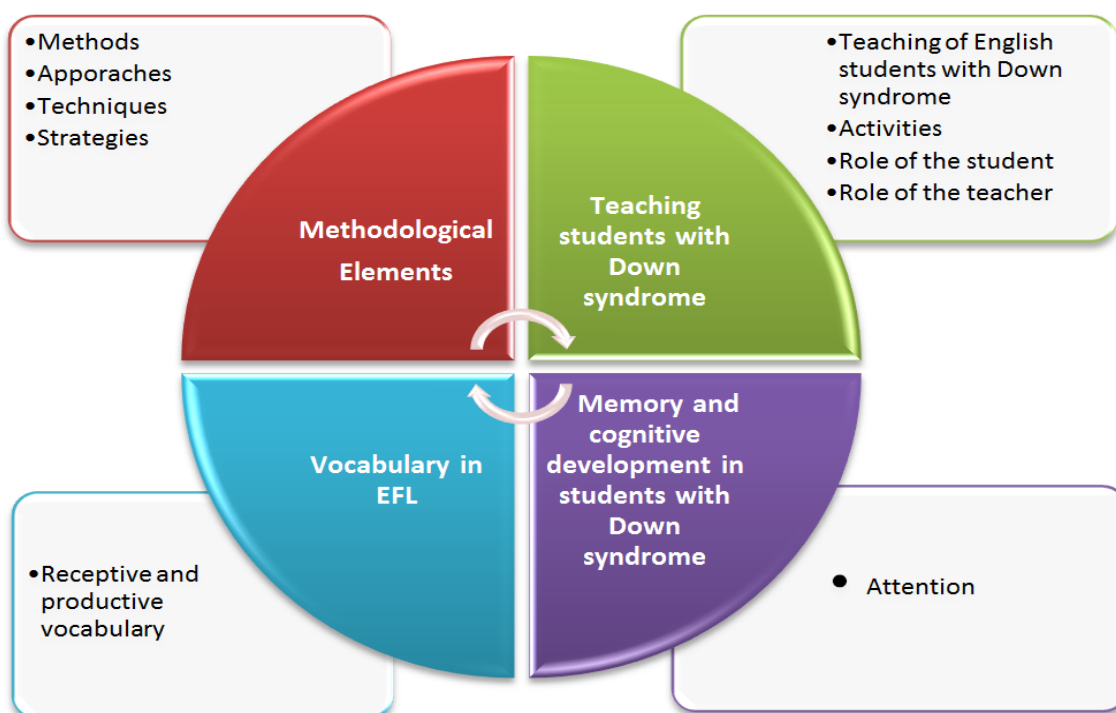 •Methods
•Apporaches
•Techniques
•Strategies
•Teaching of English
students with Down
syndrome
•Activities
•Role of the student
•Role of the teacher
Methodological
Elements
Teaching
students with
Down
syndrome
Vocabulary in
EFL
Memory and
cognitive
development in
students with
Down
syndrome
•Receptive and
productive
vocabulary
• Attention